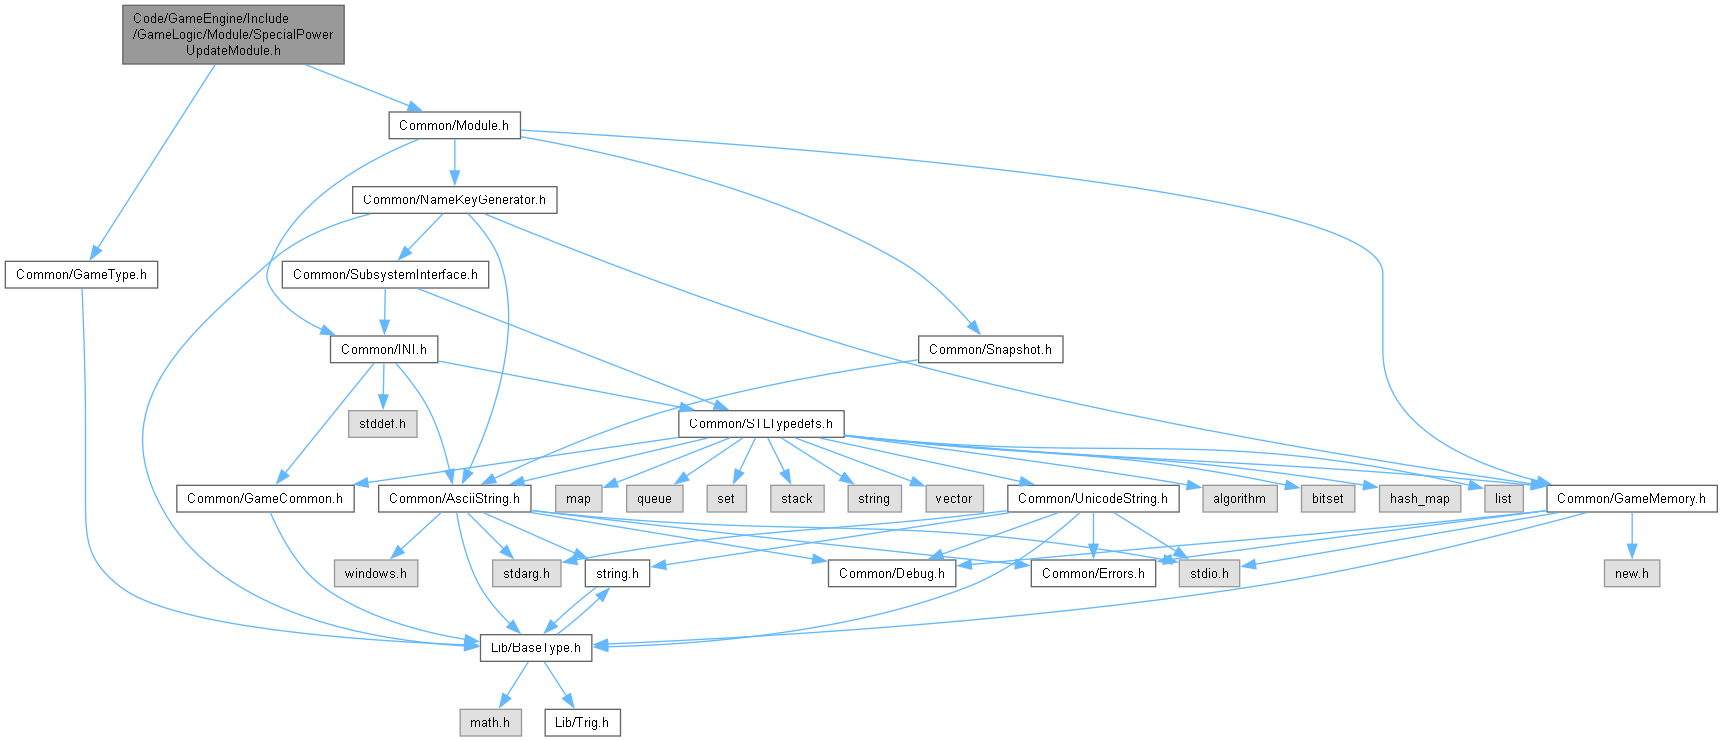 Code/GameEngine/Include
/GameLogic/Module/SpecialPower
UpdateModule.h
Common/Module.h
Common/NameKeyGenerator.h
Common/GameType.h
Common/SubsystemInterface.h
Common/INI.h
Common/Snapshot.h
stddef.h
Common/STLTypedefs.h
Common/GameCommon.h
Common/AsciiString.h
map
queue
set
stack
string
vector
Common/UnicodeString.h
algorithm
bitset
hash_map
list
Common/GameMemory.h
windows.h
stdarg.h
string.h
Common/Debug.h
Common/Errors.h
stdio.h
new.h
Lib/BaseType.h
math.h
Lib/Trig.h